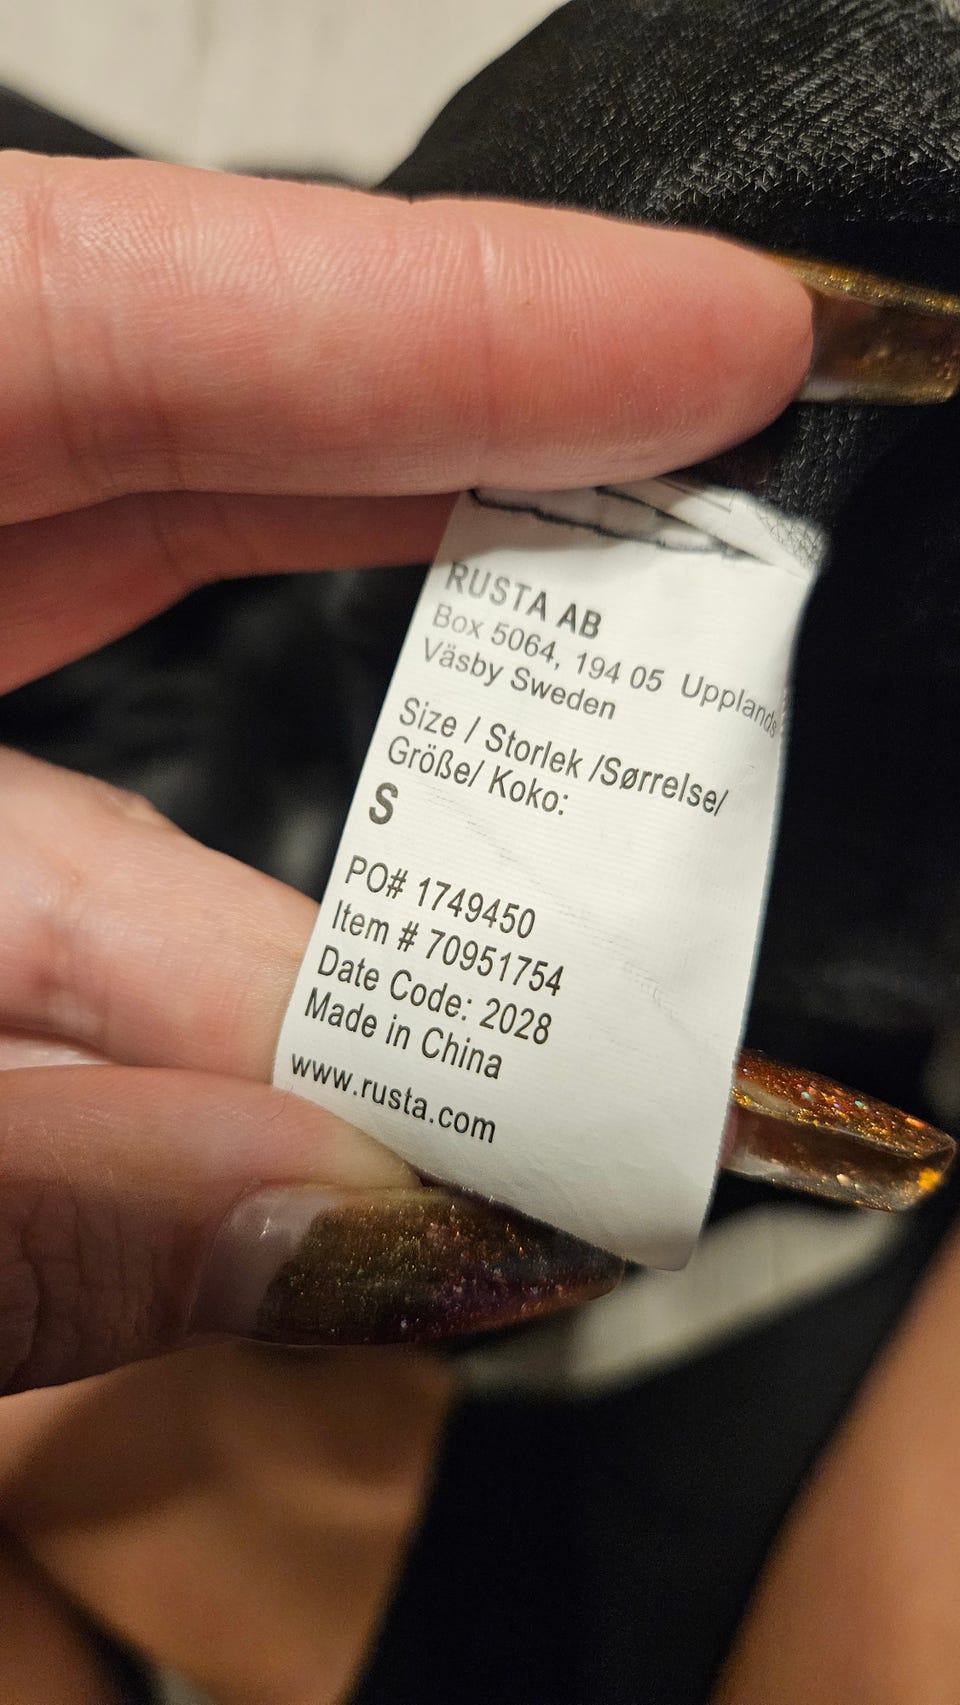 RUSTA AB
Box 5064, 194 05 Upplands
Väsby Sweden
Size / Storlek /Sørrelse/
Größe/ Koko:
S
PO# 1749450
Item # 70951754
Date Code: 2028
Made in China
www.rusta.com